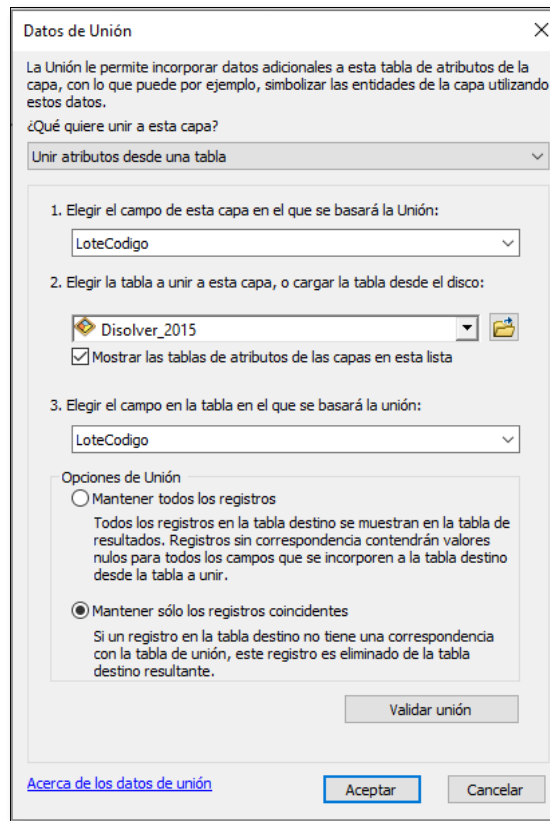 Datos de Unión
La Unión le permite incorporar datos adicionales a esta tabla de atributos de la
capa, con lo que puede por ejemplo, simbolizar las entidades de la capa utilizando
estos datos.
¿Qué quiere unir a esta capa?
Unir atributos desde una tabla
1. Elegir el campo de esta capa en el que se basará la Unión:
LoteCodigo
2. Elegir la tabla a unir a esta capa, o cargar la tabla desde el disco:
Disolver_2015
Mostrar las tablas de atributos de las capas en esta lista
3. Elegir el campo en la tabla en el que se basará la unión:
LoteCodigo
Opciones de Unión
Mantener todos los registros
Todos los registros en la tabla destino se muestran en la tabla de
resultados. Registros sin correspondencia contendrán valores
nulos para todos los campos que se incorporen a la tabla destino
desde la tabla a unir.
Mantener sólo los registros coincidentes
Si un registro en la tabla destino no tiene una correspondencia
con la tabla de unión, este registro es eliminado de la tabla
destino resultante.
Validar unión
Acerca de los datos de unión
Aceptar
Cancelar